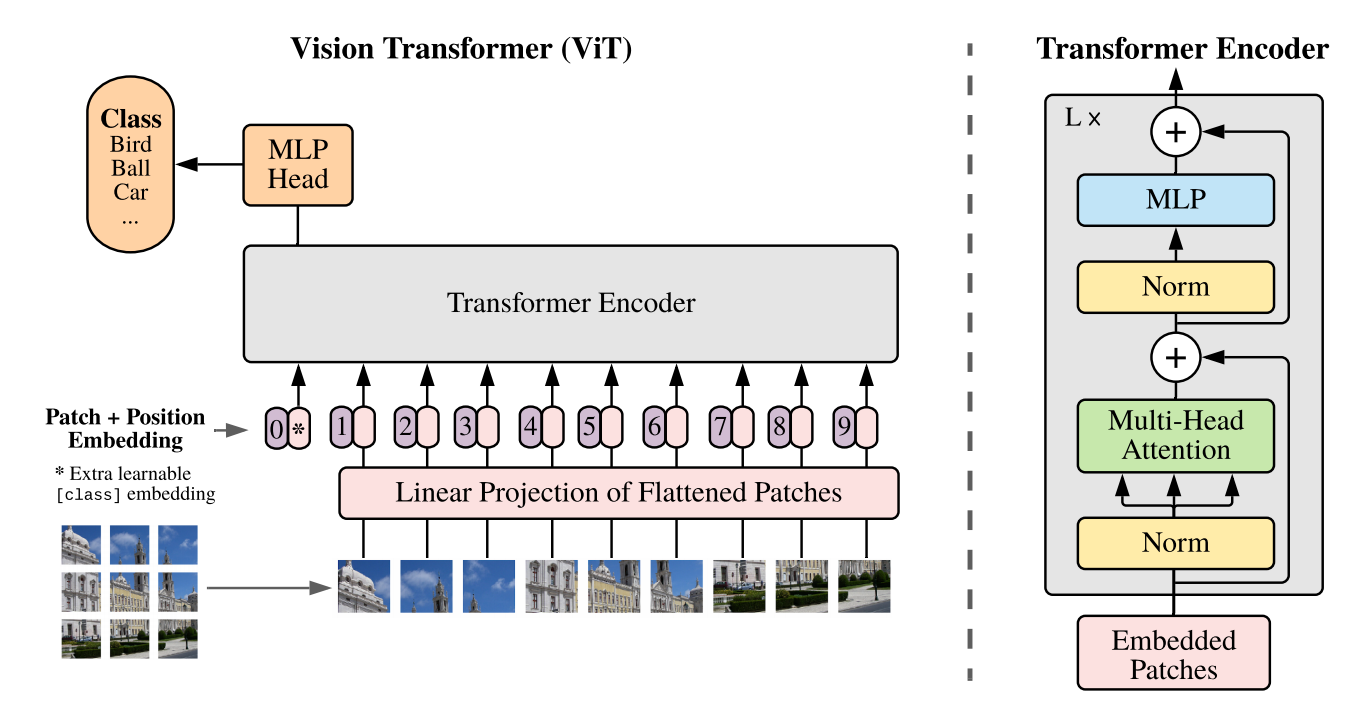 Vision Transformer (ViT)
Class
Bird
Ball
Car
...
MLP
Head
Transformer Encoder
Patch + Position
Embedding
0 * 1 2 3 4 5 6 7 8 9
* Extra learnable
[class] embedding
Linear Projection of Flattened Patches
Transformer Encoder
L ×
+
MLP
Norm
+
Multi-Head
Attention
Norm
Embedded
Patches